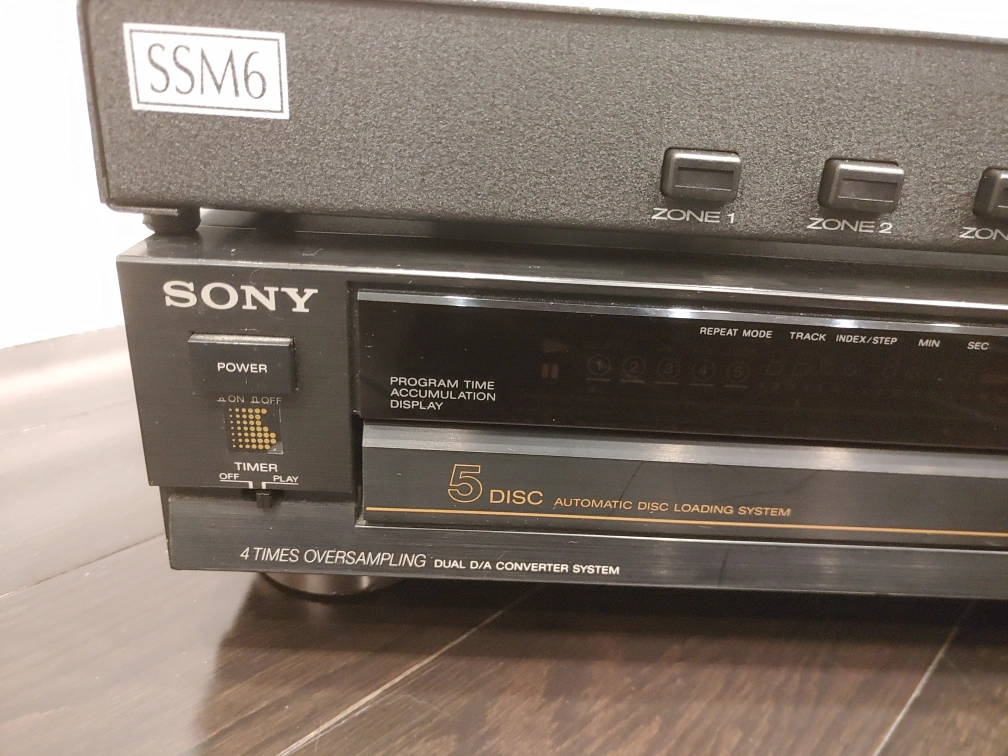 SSM6
ZONE 1
ZONE 2
ZON
SONY
POWER
ON OFF
TIMER
OFF PLAY
REPEAT MODE TRACK INDEX/STEP MIN SEC
1 2 3 4 5
PROGRAM TIME
ACCUMULATION
DISPLAY
5 DISC AUTOMATIC DISC LOADING SYSTEM
4 TIMES OVERSAMPLING DUAL D/A CONVERTER SYSTEM